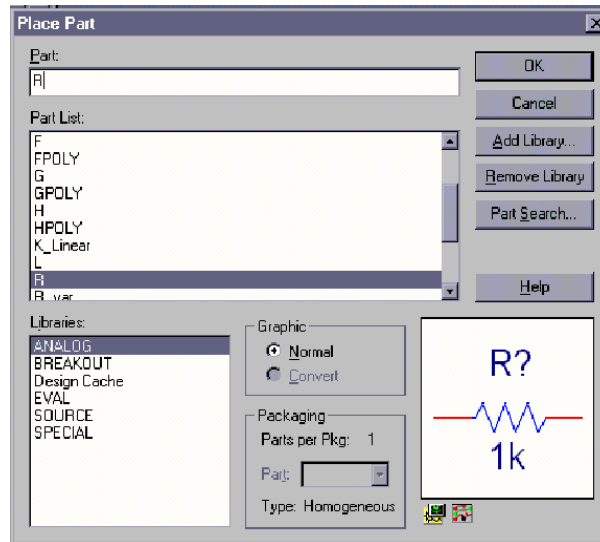 Place Part
Part:
R
OK
Cancel
Part List:
F
FPOLY
G
GPOLY
H
HPOLY
K_Linear
L
R
R_var
Add Library...
Remove Library
Part Search...
Help
Libraries:
ANALOG
BREAKOUT
Design Cache
EVAL
SOURCE
SPECIAL
Graphic
Normal
Convert
Packaging
Parts per Pkg: 1
Part:
Type: Homogeneous
R?
1k